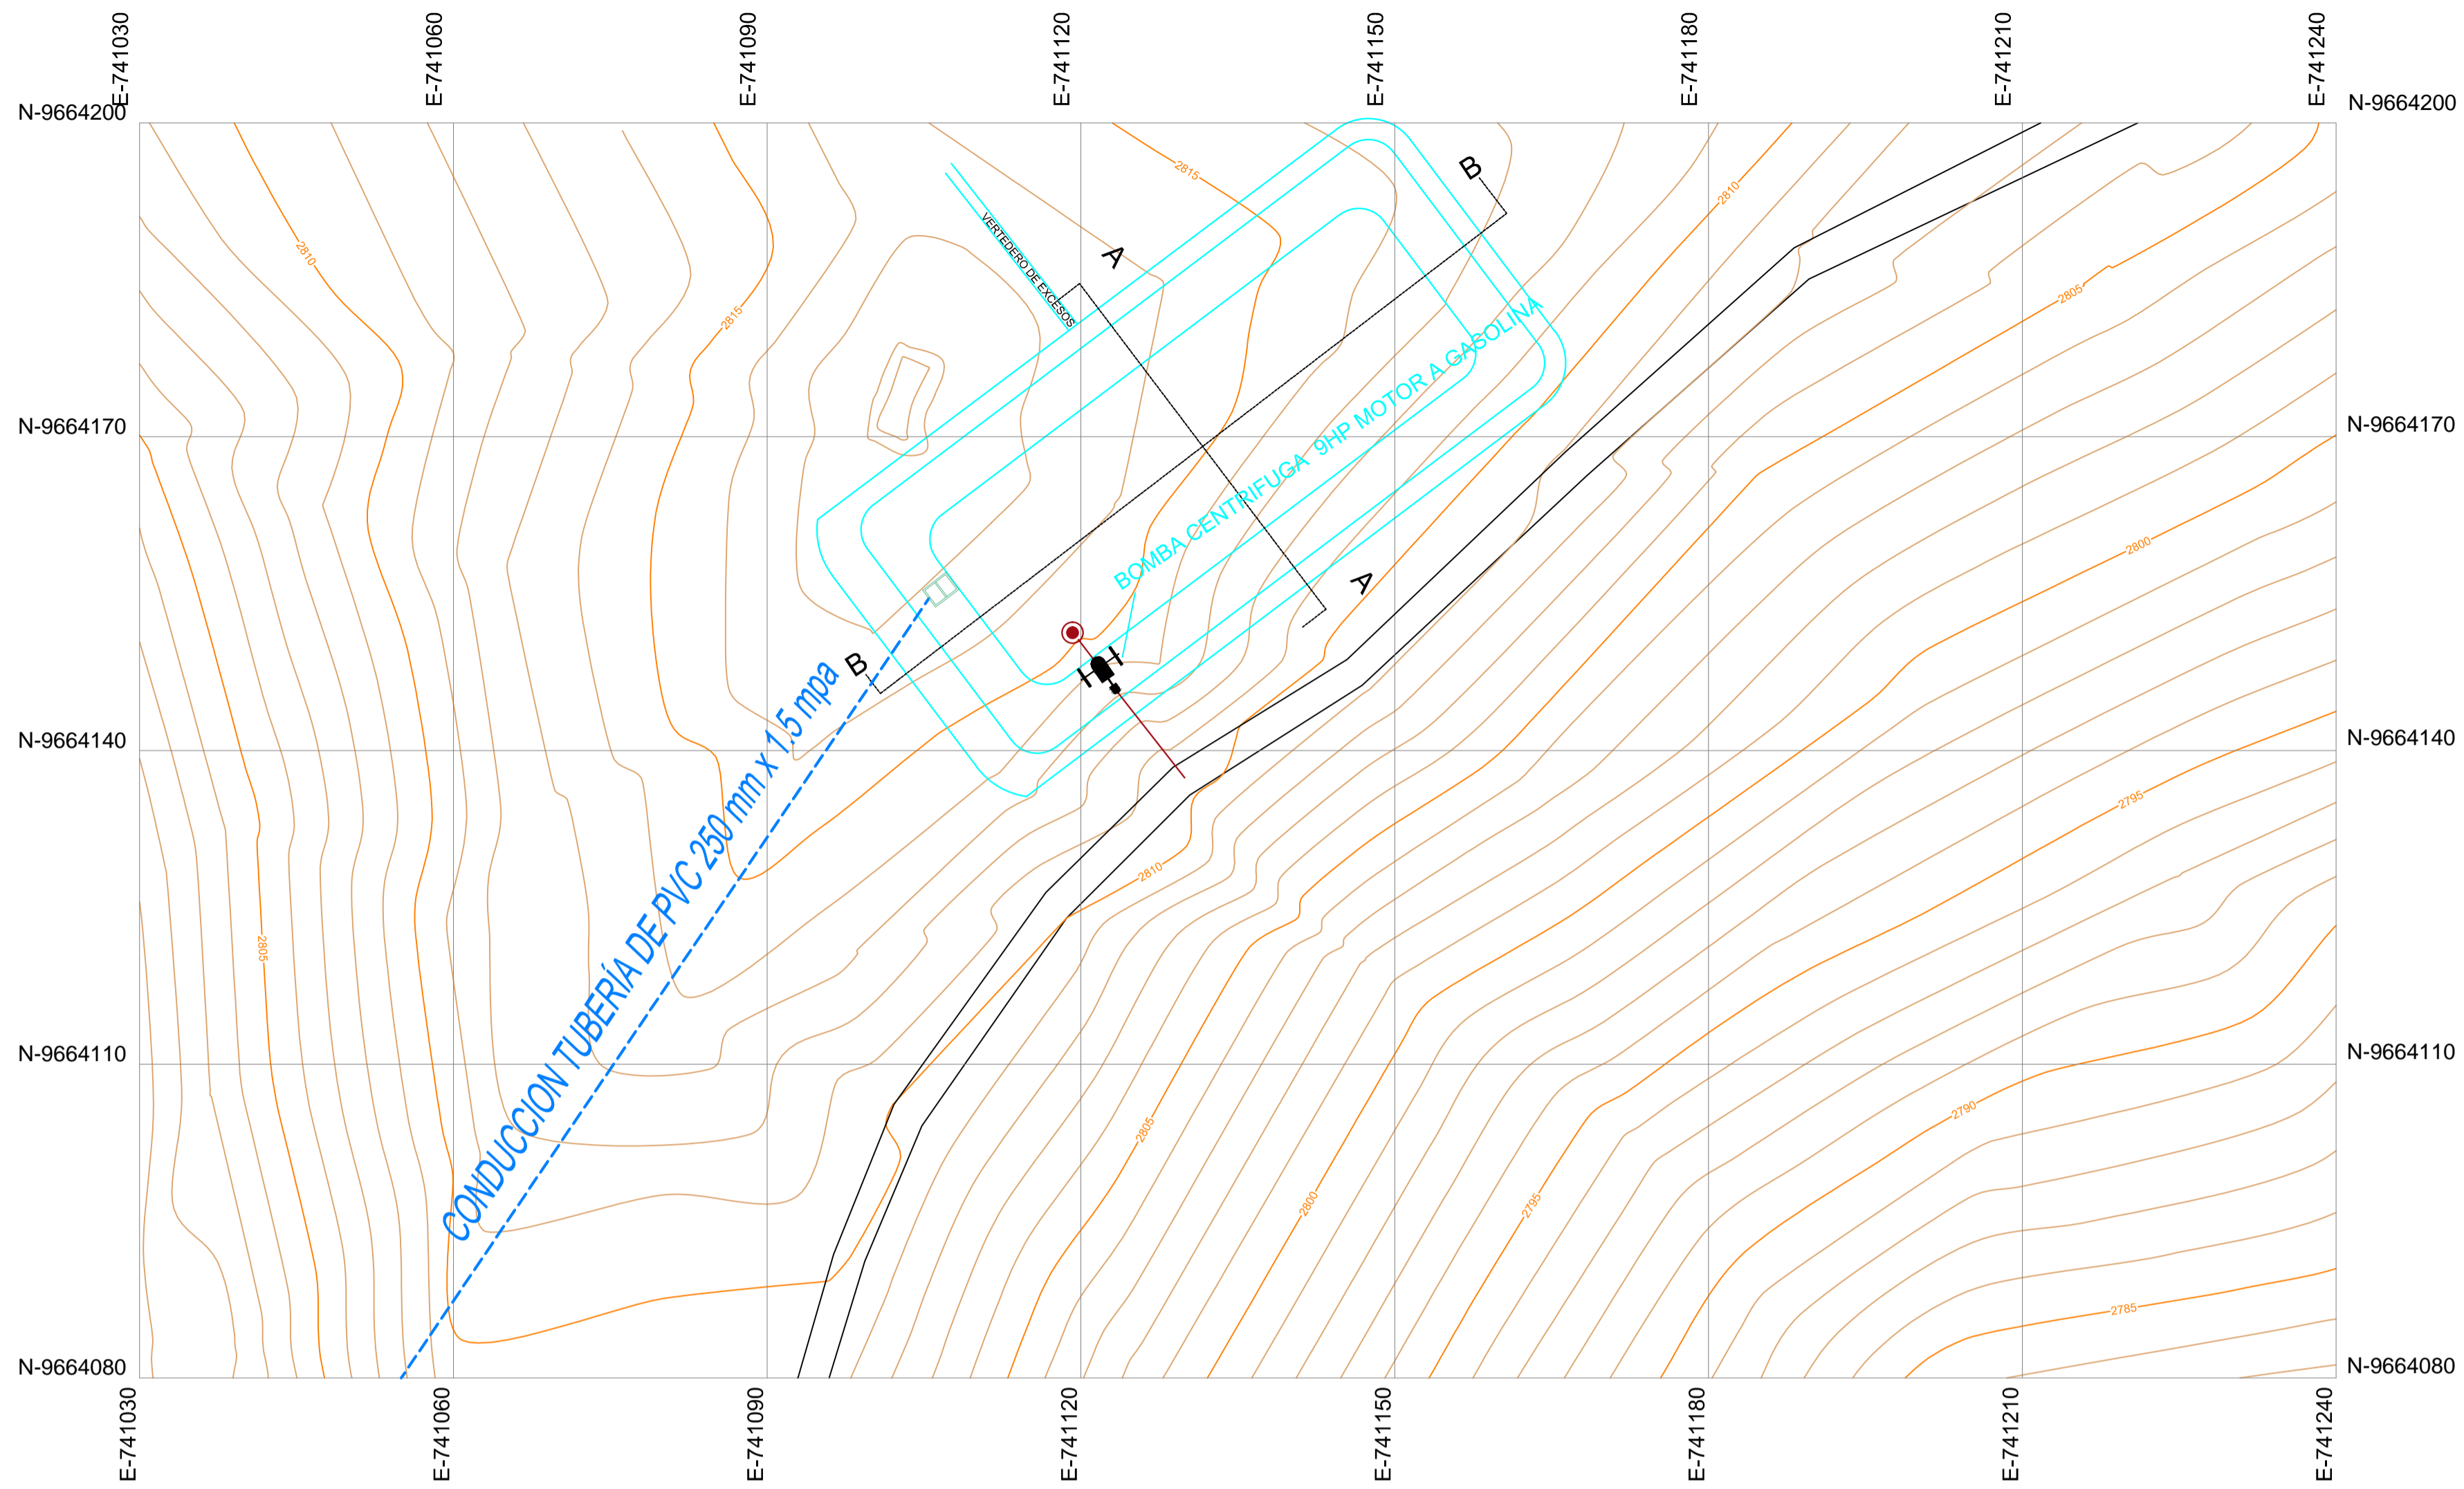 E-741030
E-741060
E-741090
E-741120
E-741150
E-741180
E-741210
E-741240
N-9664200
N-9664200
2815
B
2810
VERTEDERO DE EXCESOS
A
2810
2815
2805
BOMBA CENTRIFUGA 9HP MOTOR A GASOLINA
N-9664170
N-9664170
2800
A
B
CONDUCCION TUBERÍA DE PVC 250 mm x 1.5 mpa
N-9664140
N-9664140
2795
2810
2805
N-9664110
N-9664110
2790
2805
2800
2795
2785
N-9664080
N-9664080
E-741030
E-741060
E-741090
E-741120
E-741150
E-741180
E-741210
E-741240